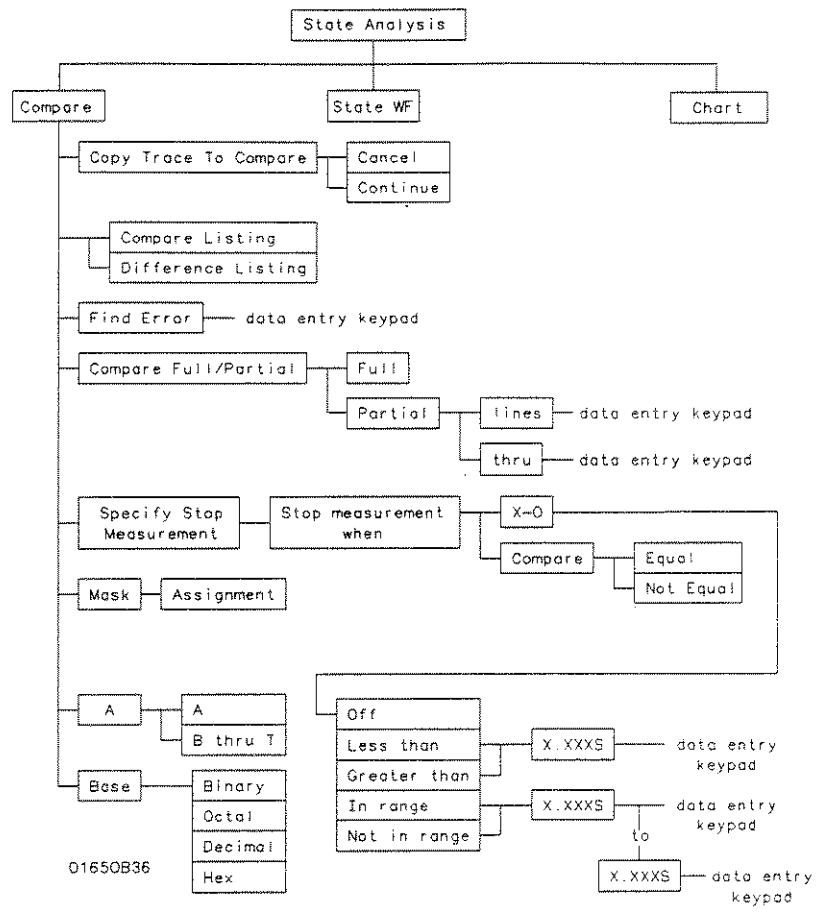 State Analysis
Compare
State WF
Chart
Copy Trace To Compare
Cancel
Continue
Compare Listing
Difference Listing
Find Error
data entry keypad
Compare Full/Partial
Full
Partial
lines
data entry keypad
thru
data entry keypad
Specify Stop
Measurement
Stop measurement
when
X-O
Compare
Equal
Not Equal
Mask
Assignment
A
A
B thru T
Base
Binary
Octal
Decimal
Hex
Off
Less than
Greater than
In range
Not in range
X.XXXS
data entry
keypad
X.XXXS
data entry
keypad
to
X.XXXS
data entry
keypad
01650B36